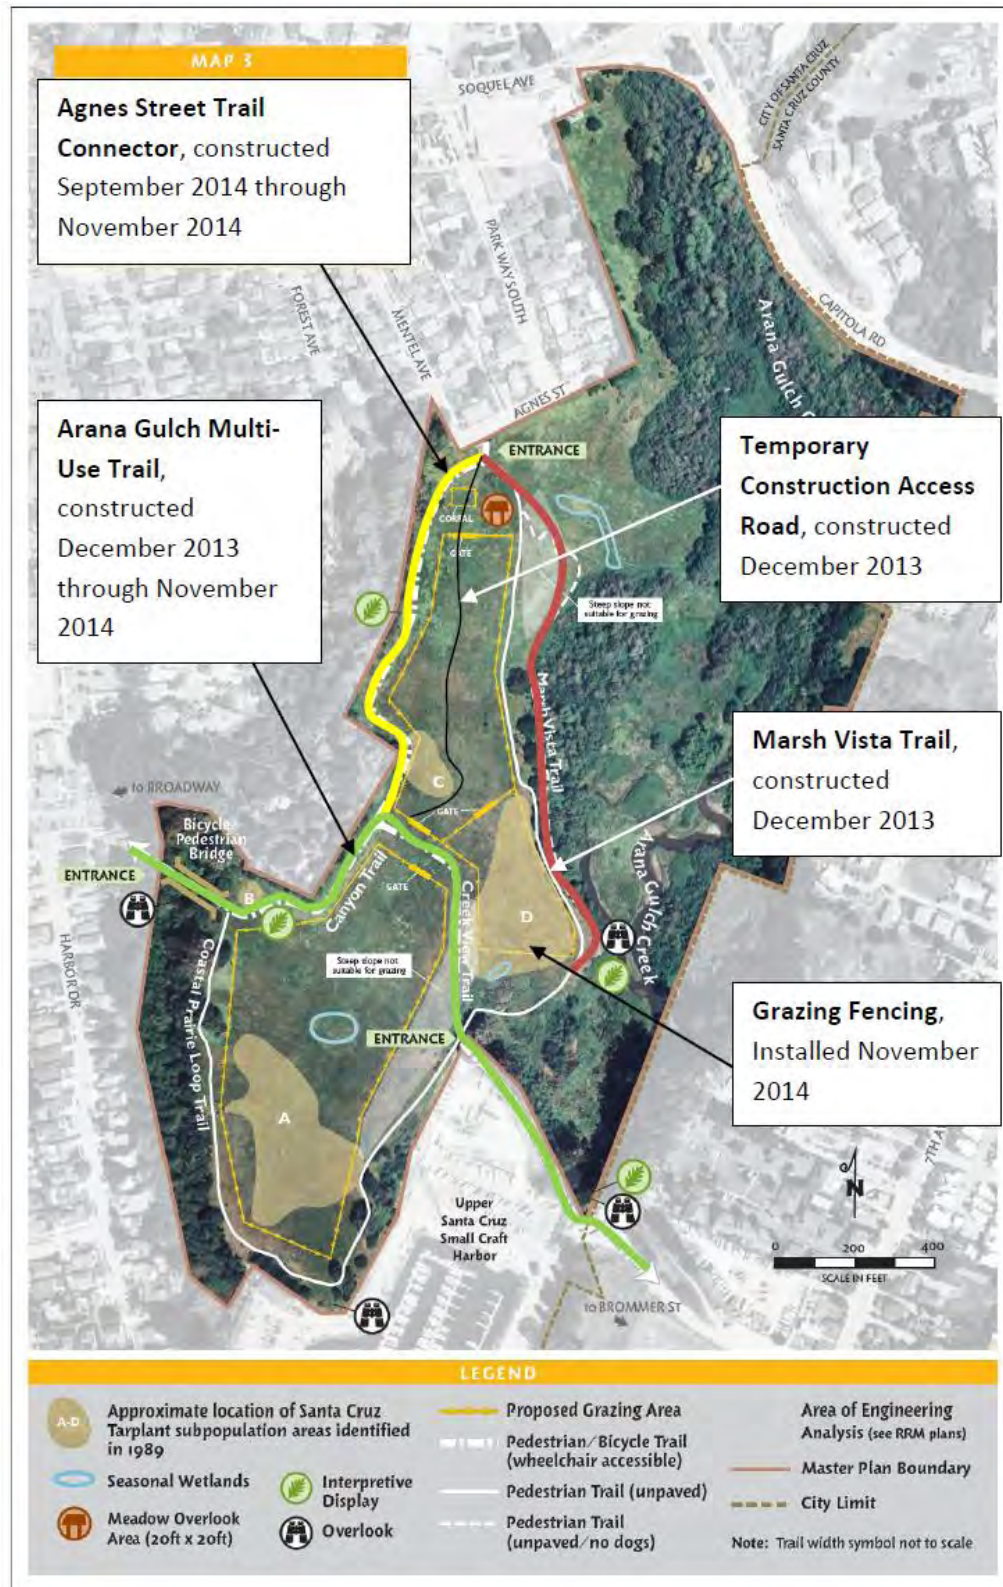 MAP 3
SOQUEL AVE
CITY OF SANTA CRUZ
SANTA CRUZ COUNTY
Agnes Street Trail
Connector, constructed
September 2014 through
November 2014
PARK WAY SOUTH
FOREST AVE
MENTEL AVE
CAPITOLA RD
Arana Gulch C
AGNES ST
Arana Gulch Multi-
Use Trail,
constructed
December 2013
through November
2014
ENTRANCE
Temporary
Construction Access
Road, constructed
December 2013
CORRAL
GATE
Steep slope not
suitable for grazing
Marsh Vista Trail
Marsh Vista Trail,
constructed
December 2013
C
to BROADWAY
GATE
Bicycle/
Pedestrian
Bridge
ENTRANCE
B
Canyon Trail
GATE
Creek View Trail
D
Arana Gulch Creek
HARBOR DR
Coastal Prairie Loop Trail
Steep slope not
suitable for grazing
ENTRANCE
Grazing Fencing,
Installed November
2014
A
7TH A
N
Upper
Santa Cruz
Small Craft
Harbor
0 200 400
SCALE IN FEET
to BROMMER ST
LEGEND
A-D
Approximate location of Santa Cruz
Tarplant subpopulation areas identified
in 1989
Seasonal Wetlands
Meadow Overlook
Area (20ft x 20ft)
Interpretive
Display
Overlook
Proposed Grazing Area
Pedestrian/Bicycle Trail
(wheelchair accessible)
Pedestrian Trail (unpaved)
Pedestrian Trail
(unpaved/no dogs)
Area of Engineering
Analysis (see RRM plans)
Master Plan Boundary
City Limit
Note: Trail width symbol not to scale